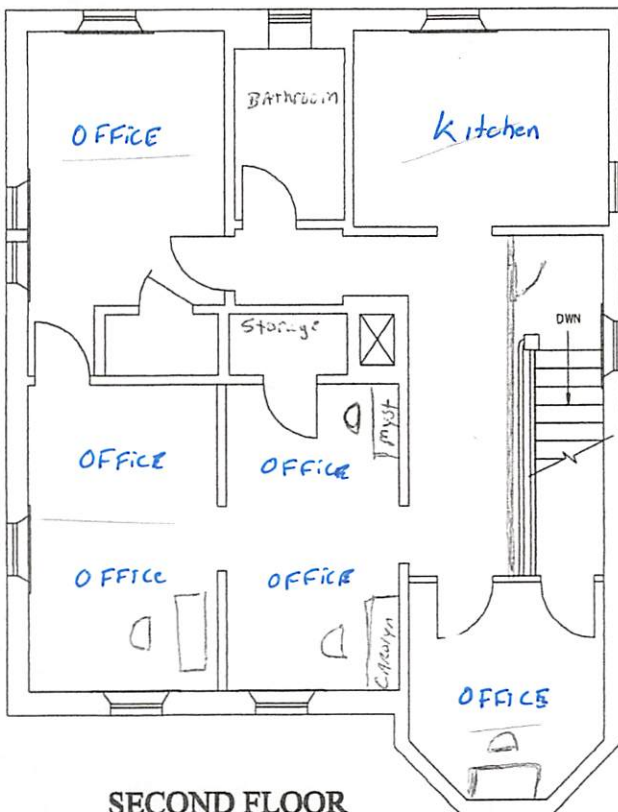 Bathroom
OFFICE
Kitchen
Storage
DWN
Myst
OFFICE
OFFICE
OFFICE
OFFICE
Carolyn
OFFICE
SECOND FLOOR